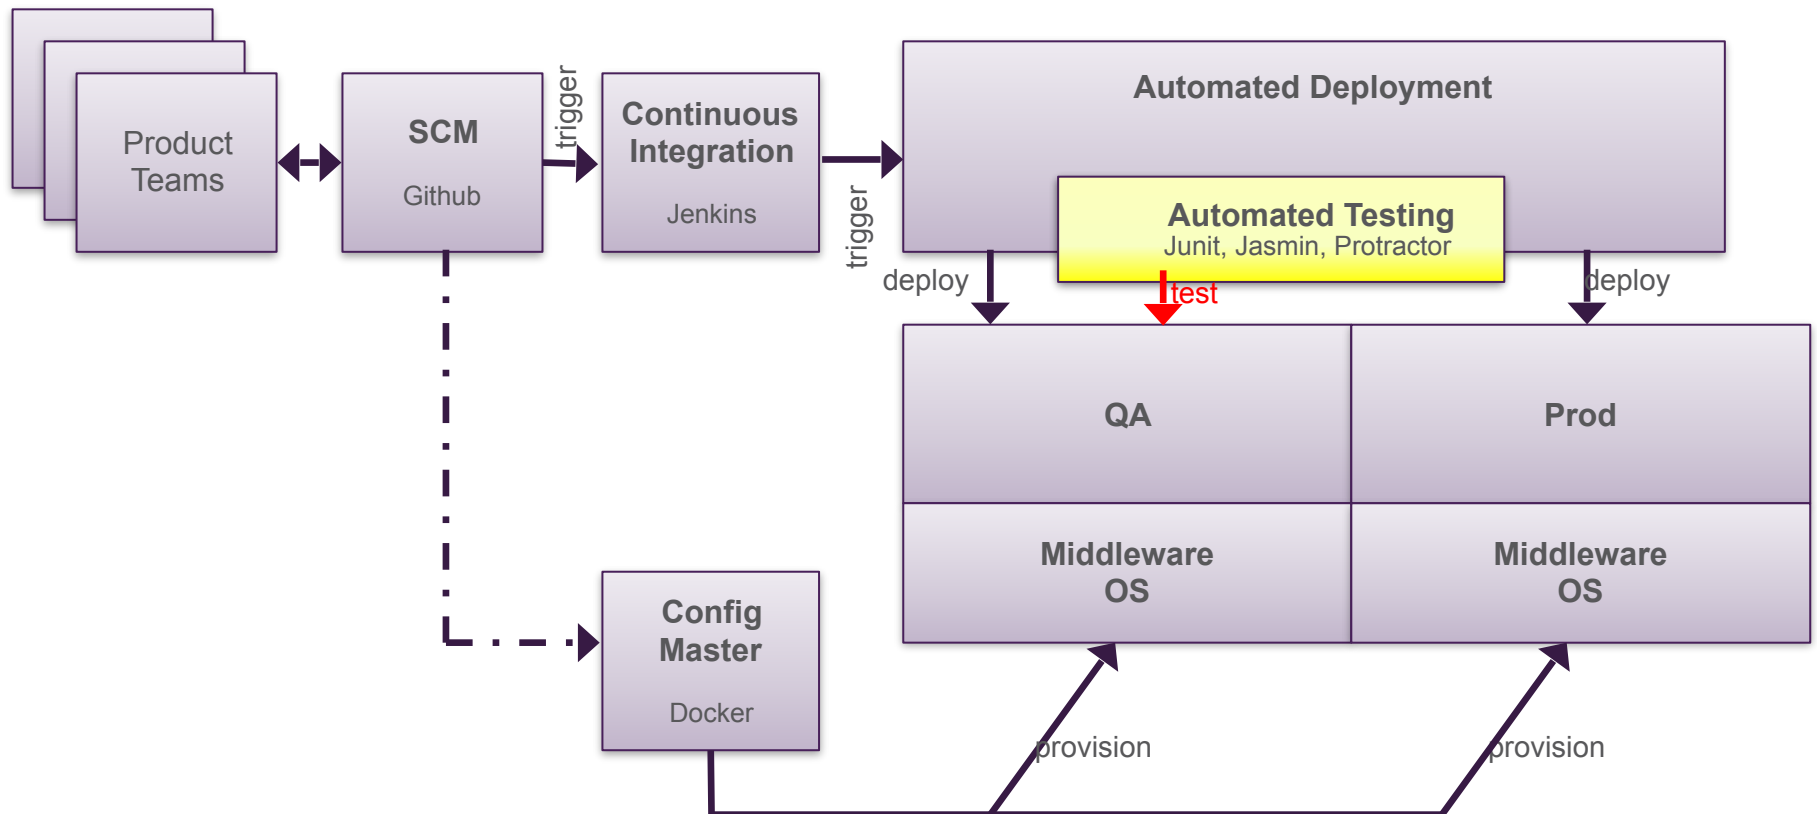 Product
Teams
SCM
Github
trigger
Continuous
Integration
Jenkins
trigger
Automated Deployment
Automated Testing
Junit, Jasmin, Protractor
deploy
test
deploy
QA
Prod
Middleware
OS
Middleware
OS
Config
Master
Docker
provision
provision